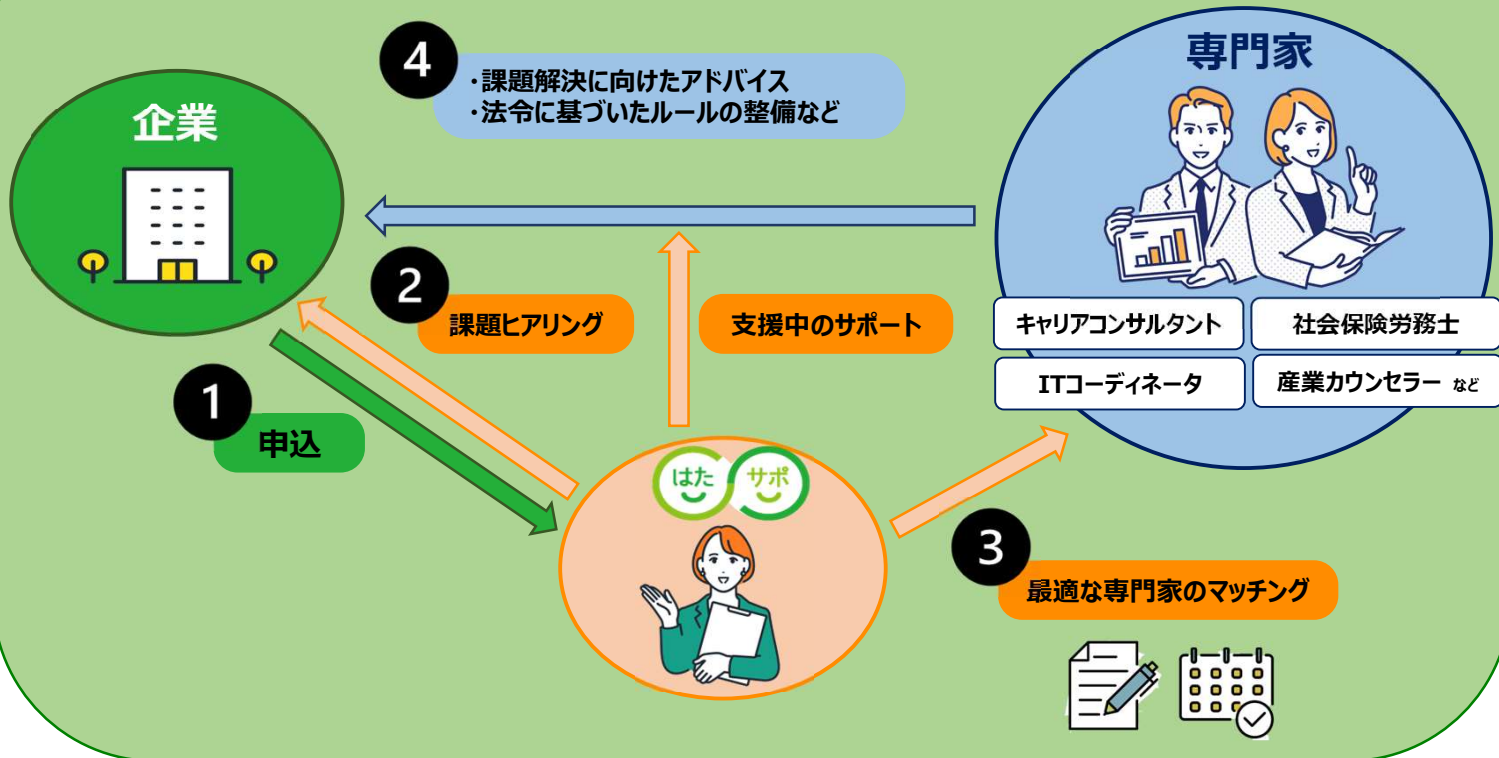 4
・課題解決に向けたアドバイス
・法令に基づいたルールの整備など
専門家
企業
2
課題ヒアリング
支援中のサポート
キャリアコンサルタント
社会保険労務士
ITコーディネータ
産業カウンセラー など
1
申込
はた
サポ
3
最適な専門家のマッチング